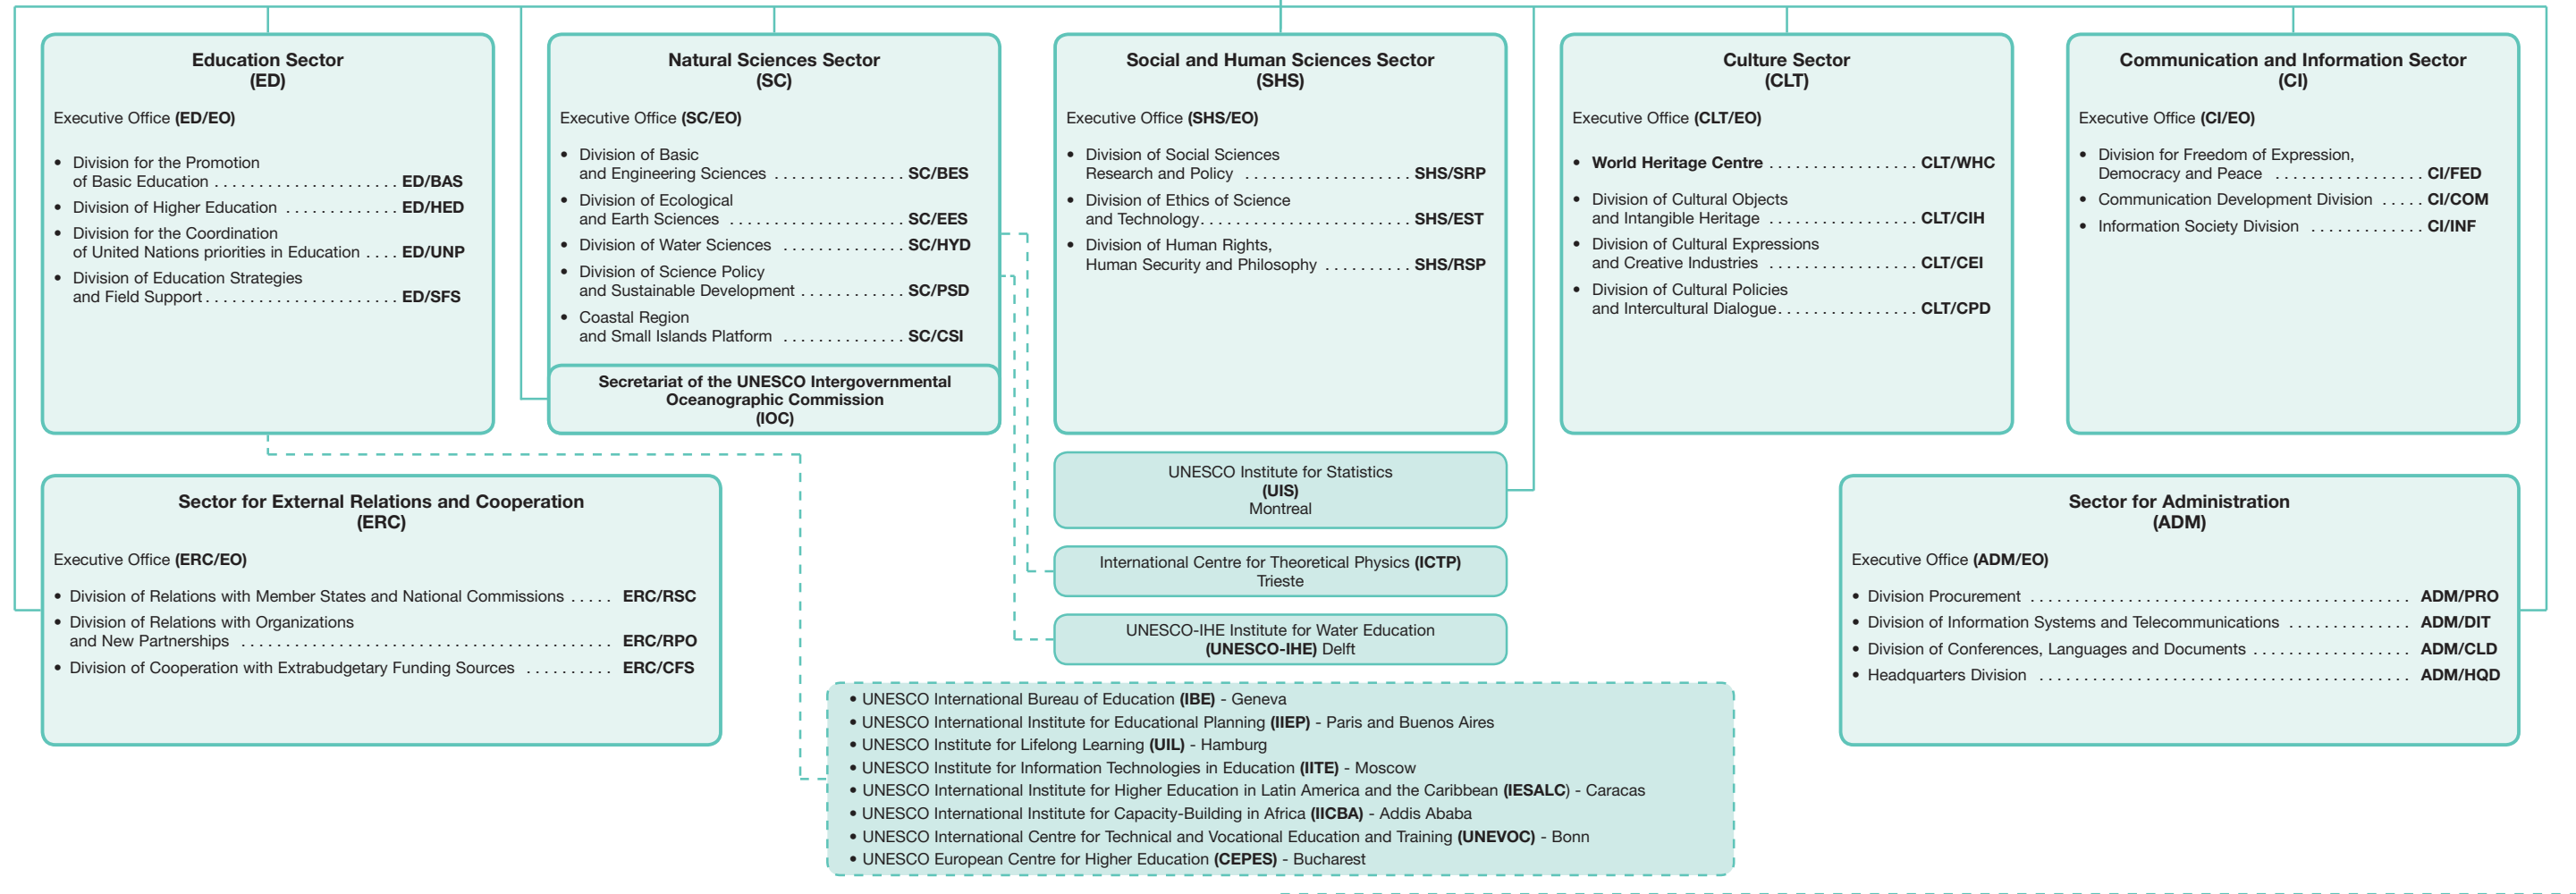 Education Sector
(ED)
Executive Office (ED/EO)
• Division for the Promotion
of Basic Education ..................... ED/BAS
• Division of Higher Education ............. ED/HED
• Division for the Coordination
of United Nations priorities in Education .... ED/UNP
• Division of Education Strategies
and Field Support...................... ED/SFS
Natural Sciences Sector
(SC)
Executive Office (SC/EO)
• Division of Basic
and Engineering Sciences ............... SC/BES
• Division of Ecological
and Earth Sciences .................... SC/EES
• Division of Water Sciences .............. SC/HYD
• Division of Science Policy
and Sustainable Development ............ SC/PSD
• Coastal Region
and Small Islands Platform .............. SC/CSI
Secretariat of the UNESCO Intergovernmental
Oceanographic Commission
(IOC)
Social and Human Sciences Sector
(SHS)
Executive Office (SHS/EO)
• Division of Social Sciences
Research and Policy ................... SHS/SRP
• Division of Ethics of Science
and Technology........................ SHS/EST
• Division of Human Rights,
Human Security and Philosophy .......... SHS/RSP
Culture Sector
(CLT)
Executive Office (CLT/EO)
• World Heritage Centre ................. CLT/WHC
• Division of Cultural Objects
and Intangible Heritage ................. CLT/CIH
• Division of Cultural Expressions
and Creative Industries ................. CLT/CEI
• Division of Cultural Policies
and Intercultural Dialogue................ CLT/CPD
Communication and Information Sector
(CI)
Executive Office (CI/EO)
• Division for Freedom of Expression,
Democracy and Peace ................. CI/FED
• Communication Development Division ..... CI/COM
• Information Society Division ............. CI/INF
Sector for External Relations and Cooperation
(ERC)
Executive Office (ERC/EO)
• Division of Relations with Member States and National Commissions ..... ERC/RSC
• Division of Relations with Organizations
and New Partnerships ........................................... ERC/RPO
• Division of Cooperation with Extrabudgetary Funding Sources .......... ERC/CFS
UNESCO Institute for Statistics
(UIS)
Montreal
International Centre for Theoretical Physics (ICTP)
Trieste
UNESCO-IHE Institute for Water Education
(UNESCO-IHE) Delft
Sector for Administration
(ADM)
Executive Office (ADM/EO)
• Division Procurement ........................................... ADM/PRO
• Division of Information Systems and Telecommunications .............. ADM/DIT
• Division of Conferences, Languages and Documents .................. ADM/CLD
• Headquarters Division .......................................... ADM/HQD
• UNESCO International Bureau of Education (IBE) - Geneva
• UNESCO International Institute for Educational Planning (IIEP) - Paris and Buenos Aires
• UNESCO Institute for Lifelong Learning (UIL) - Hamburg
• UNESCO Institute for Information Technologies in Education (IITE) - Moscow
• UNESCO International Institute for Higher Education in Latin America and the Caribbean (IESALC) - Caracas
• UNESCO International Institute for Capacity-Building in Africa (IICBA) - Addis Ababa
• UNESCO International Centre for Technical and Vocational Education and Training (UNEVOC) - Bonn
• UNESCO European Centre for Higher Education (CEPES) - Bucharest